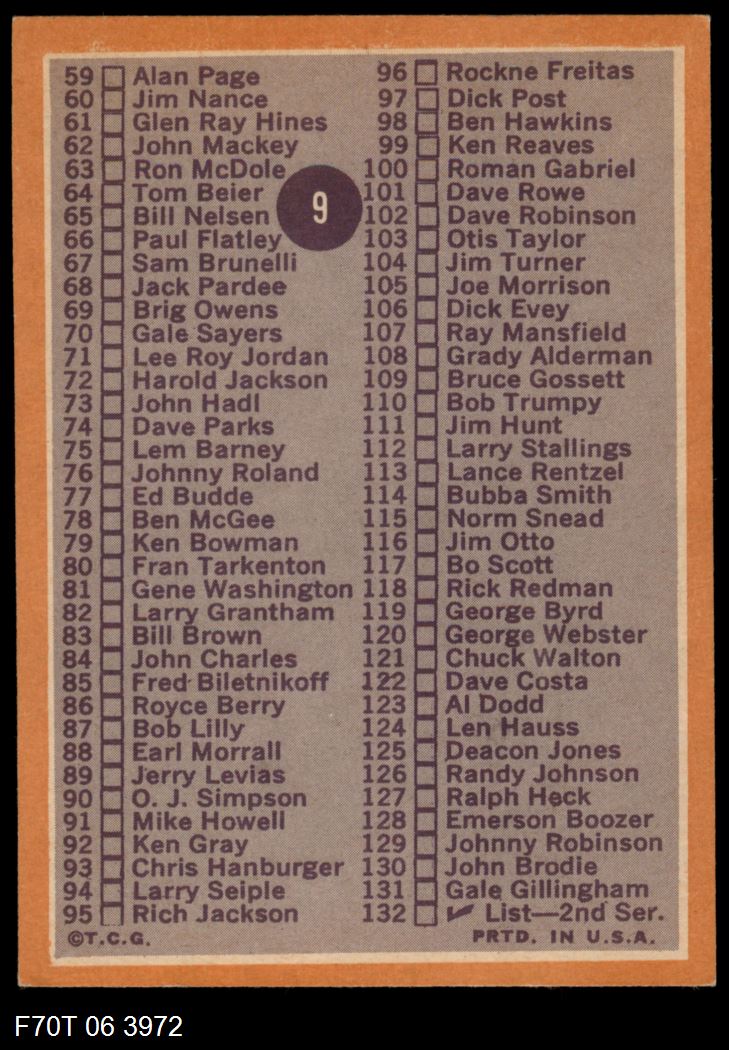 59 Alan Page
60 Jim Nance
61 Glen Ray Hines
62 John Mackey
63 Ron McDole
64 Tom Beier
65 Bill Nelsen
66 Paul Flatley
67 Sam Brunelli
68 Jack Pardee
69 Brig Owens
70 Gale Sayers
71 Lee Roy Jordan
72 Harold Jackson
73 John Hadl
74 Dave Parks
75 Lem Barney
76 Johnny Roland
77 Ed Budde
78 Ben McGee
79 Ken Bowman
80 Fran Tarkenton
81 Gene Washington
82 Larry Grantham
83 Bill Brown
84 John Charles
85 Fred Biletnikoff
86 Royce Berry
87 Bob Lilly
88 Earl Morrall
89 Jerry Levias
90 O. J. Simpson
91 Mike Howell
92 Ken Gray
93 Chris Hanburger
94 Larry Seiple
95 Rich Jackson
©T.C.G.
9
96 Rockne Freitas
97 Dick Post
98 Ben Hawkins
99 Ken Reaves
100 Roman Gabriel
101 Dave Rowe
102 Dave Robinson
103 Otis Taylor
104 Jim Turner
105 Joe Morrison
106 Dick Evey
107 Ray Mansfield
108 Grady Alderman
109 Bruce Gossett
110 Bob Trumpy
111 Jim Hunt
112 Larry Stallings
113 Lance Rentzel
114 Bubba Smith
115 Norm Snead
116 Jim Otto
117 Bo Scott
118 Rick Redman
119 George Byrd
120 George Webster
121 Chuck Walton
122 Dave Costa
123 Al Dodd
124 Len Hauss
125 Deacon Jones
126 Randy Johnson
127 Ralph Heck
128 Emerson Boozer
129 Johnny Robinson
130 John Brodie
131 Gale Gillingham
132 ✔ List—2nd Ser.
PRTD. IN U.S.A.
F70T 06 3972